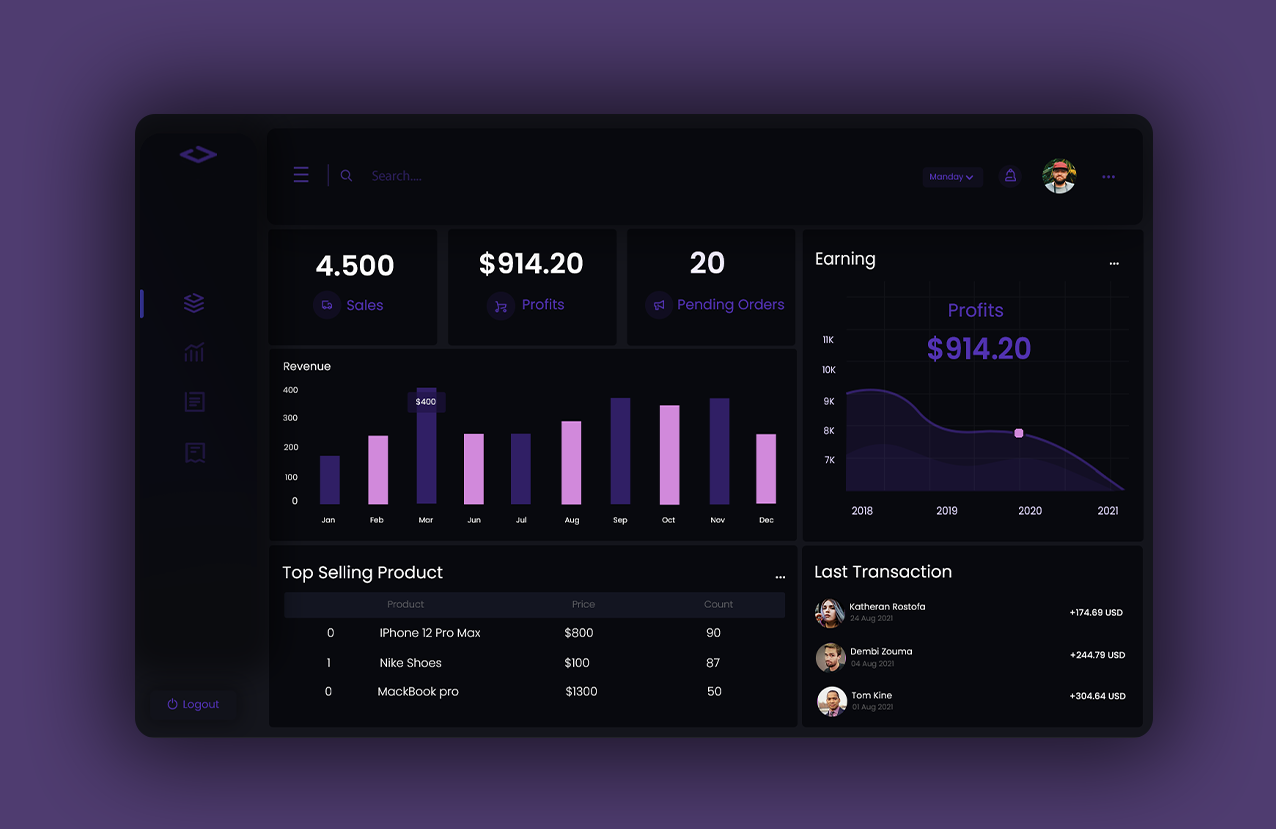 Search....
Manday
4.500
Sales
$914.20
Profits
20
Pending Orders
Earning
...
Profits
$914.20
11K
10K
9K
8K
7K
2018 2019 2020 2021
Revenue
400
300
200
100
0
$400
Jan Feb Mar Jun Jul Aug Sep Oct Nov Dec
Top Selling Product
...
Product Price Count
0 IPhone 12 Pro Max $800 90
1 Nike Shoes $100 87
0 MackBook pro $1300 50
Last Transaction
Katheran Rostofa
24 Aug 2021
+174.69 USD
Dembi Zouma
04 Aug 2021
+244.79 USD
Tom Kine
01 Aug 2021
+304.64 USD
Logout